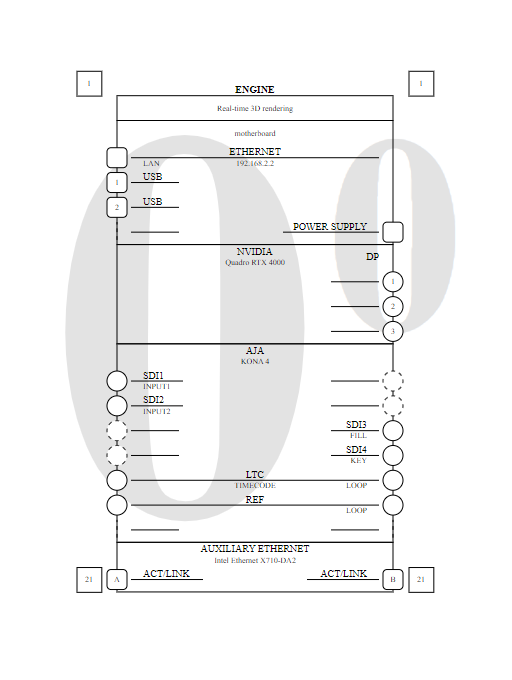 1 1
ENGINE
Real-time 3D rendering
motherboard
ETHERNET
LAN 192.168.2.2
1 USB
2 USB
POWER SUPPLY
NVIDIA
DP
Quadro RTX 4000
1
2
3
AJA
KONA 4
SDI1
INPUT1
SDI2
INPUT2
SDI3
FILL
SDI4
KEY
LTC
TIMECODE LOOP
REF
LOOP
AUXILIARY ETHERNET
Intel Ethernet X710-DA2
21 A ACT/LINK ACT/LINK B 21
00